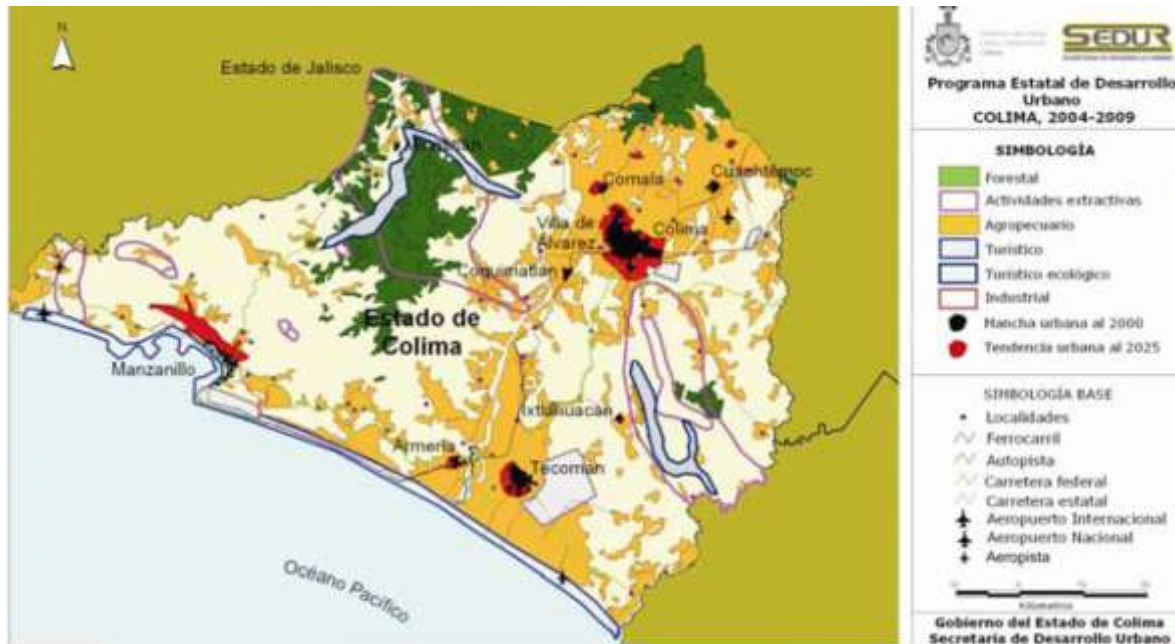 N
Estado de Jalisco
Comala
Cuauhtémoc
Villa de
Álvarez
Colima
Coquimatlán
Estado de
Colima
Manzanillo
Ixtlahuacán
Armería
Tecomán
Océano Pacífico
SEDUR
Programa Estatal de Desarrollo
Urbano
COLIMA, 2004-2009
SIMBOLOGÍA
Forestal
Actividades extractivas
Agropecuario
Turístico
Turístico ecológico
Industrial
Mancha urbana al 2000
Tendencia urbana al 2025
SIMBOLOGÍA BASE
Localidades
Ferrocarril
Autopista
Carretera federal
Carretera estatal
Aeropuerto Internacional
Aeropuerto Nacional
Aeropista
Kilometros
Gobierno del Estado de Colima
Secretaria de Desarrollo Urbano